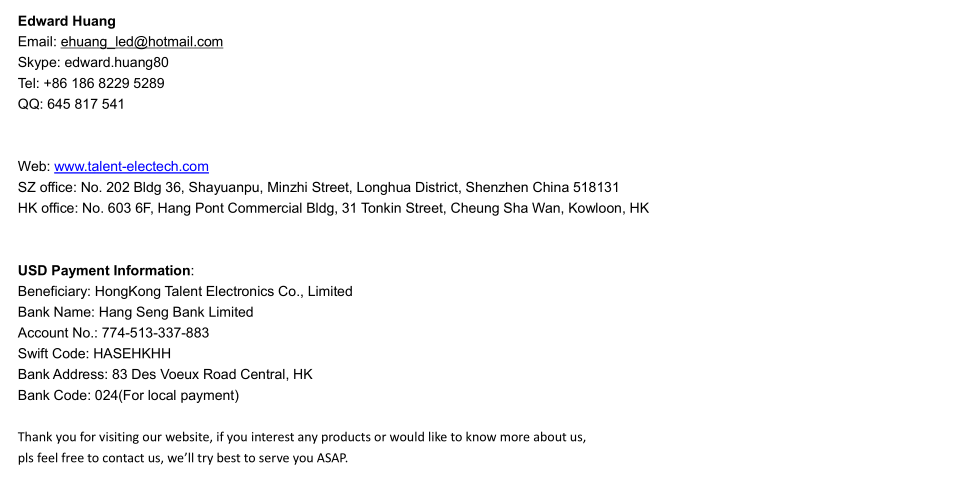 Edward Huang
Email: ehuang_led@hotmail.com
Skype: edward.huang80
Tel: +86 186 8229 5289
QQ: 645 817 541
Web: www.talent-electech.com
SZ office: No. 202 Bldg 36, Shayuanpu, Minzhi Street, Longhua District, Shenzhen China 518131
HK office: No. 603 6F, Hang Pont Commercial Bldg, 31 Tonkin Street, Cheung Sha Wan, Kowloon, HK
USD Payment Information:
Beneficiary: HongKong Talent Electronics Co., Limited
Bank Name: Hang Seng Bank Limited
Account No.: 774-513-337-883
Swift Code: HASEHKHH
Bank Address: 83 Des Voeux Road Central, HK
Bank Code: 024(For local payment)
Thank you for visiting our website, if you interest any products or would like to know more about us,
pls feel free to contact us, we’ll try best to serve you ASAP.